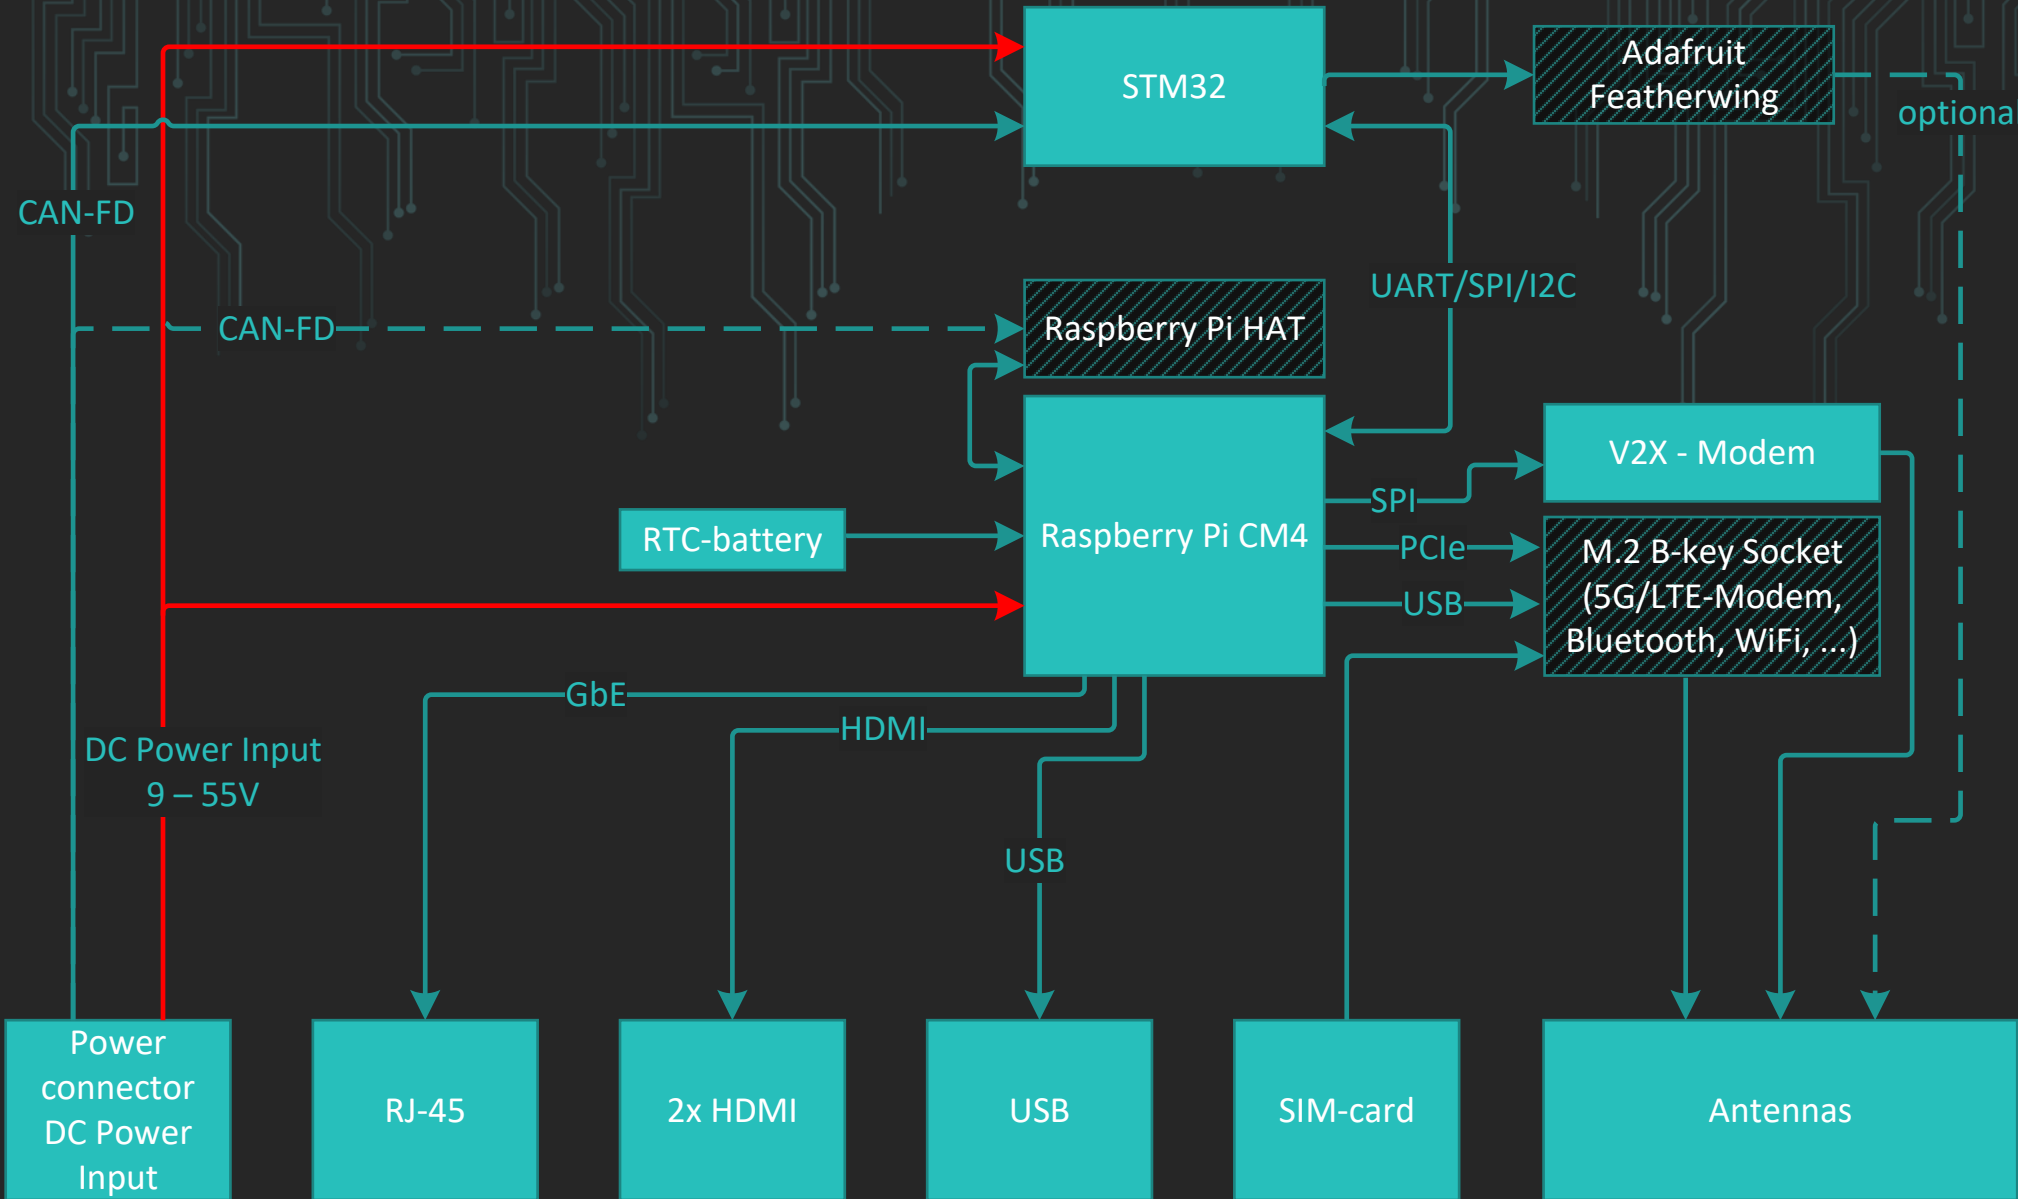 STM32
Adafruit
Featherwing
optional
CAN-FD
UART/SPI/I2C
CAN-FD
Raspberry Pi HAT
V2X - Modem
SPI
RTC-battery
Raspberry Pi CM4
PCIe
M.2 B-key Socket
(5G/LTE-Modem,
Bluetooth, WiFi, ...)
USB
GbE
HDMI
DC Power Input
9 – 55V
USB
Power
connector
DC Power
Input
RJ-45
2x HDMI
USB
SIM-card
Antennas